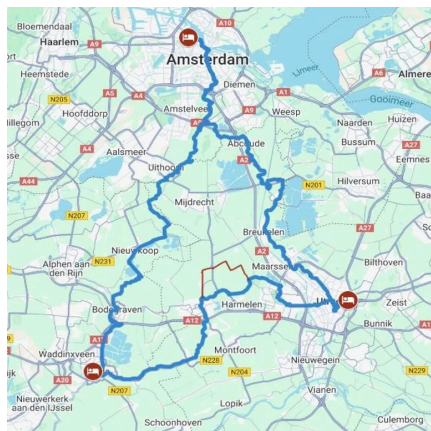 Bloemendaal
A10
Haarlem
A9
Amsterdam
Heemstede
A5
A1
IJmeer
A6
Almere
Diemen
N205
A4
Amstelveen
A9
Weesp
Gooimeer
Hoofddorp
Naarden
Huizen
A27
Aalsmeer
A4
Abcoude
Bussum
Eemnes
A2
A44
Uithoorn
N201
Hilversum
N207
Mijdrecht
Breukelen
A27
Nieuwkoop
N231
A2
Alphen aan
den Rijn
Maarssen
Bilthoven
Bodegraven
Harmelen
Zeist
A12
A12
Bunnik
Waddinxveen
Montfoort
N228
Nieuwegein
A20
N207
N204
N229
Nieuwerkerk
aan den IJssel
Lopik
Vianen
Schoonhoven
Culemborg